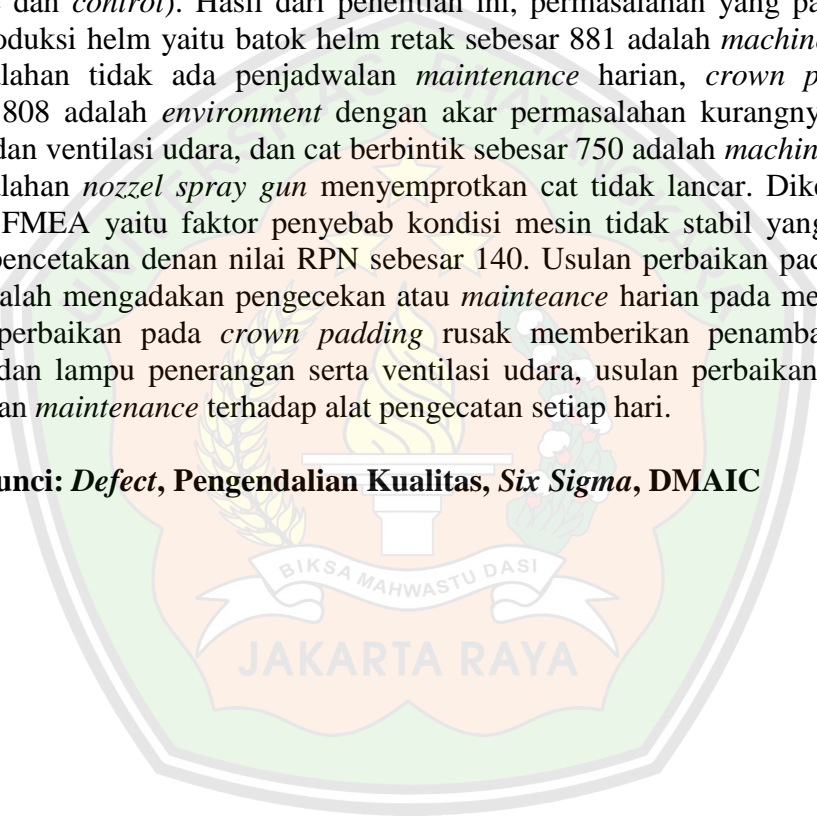 dan control). Hasil dari penelitian ini, permasalahan yang pa
oduksi helm yaitu batok helm retak sebesar 881 adalah machin
alahan tidak ada penjadwalan maintenance harian, crown p
808 adalah environment dengan akar permasalahan kurangny
dan ventilasi udara, dan cat berbintik sebesar 750 adalah machin
alahan nozzel spray gun menyemprotkan cat tidak lancar. Dike
FMEA yaitu faktor penyebab kondisi mesin tidak stabil yang
pencetakan denan nilai RPN sebesar 140. Usulan perbaikan pad
alah mengadakan pengecekan atau mainteance harian pada me
perbaikan pada crown padding rusak memberikan penamba
dan lampu penerangan serta ventilasi udara, usulan perbaikan
an maintenance terhadap alat pengecatan setiap hari.
unci: Defect, Pengendalian Kualitas, Six Sigma, DMAIC
UNIVERSITAS BHAYANGKARA
BIKSA MAHWASTU DASI
JAKARTA RAYA